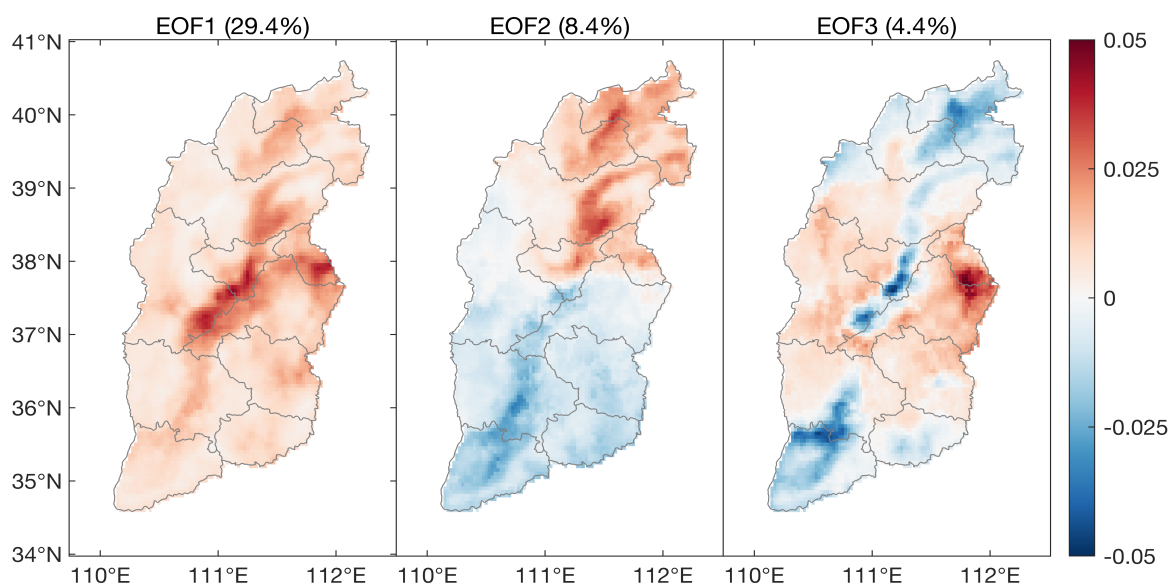 EOF1 (29.4%) EOF2 (8.4%) EOF3 (4.4%)
41°N
40°N
39°N
38°N
37°N
36°N
35°N
34°N
110°E 111°E 112°E 110°E 111°E 112°E 110°E 111°E 112°E
0.05
0.025
0
-0.025
-0.05